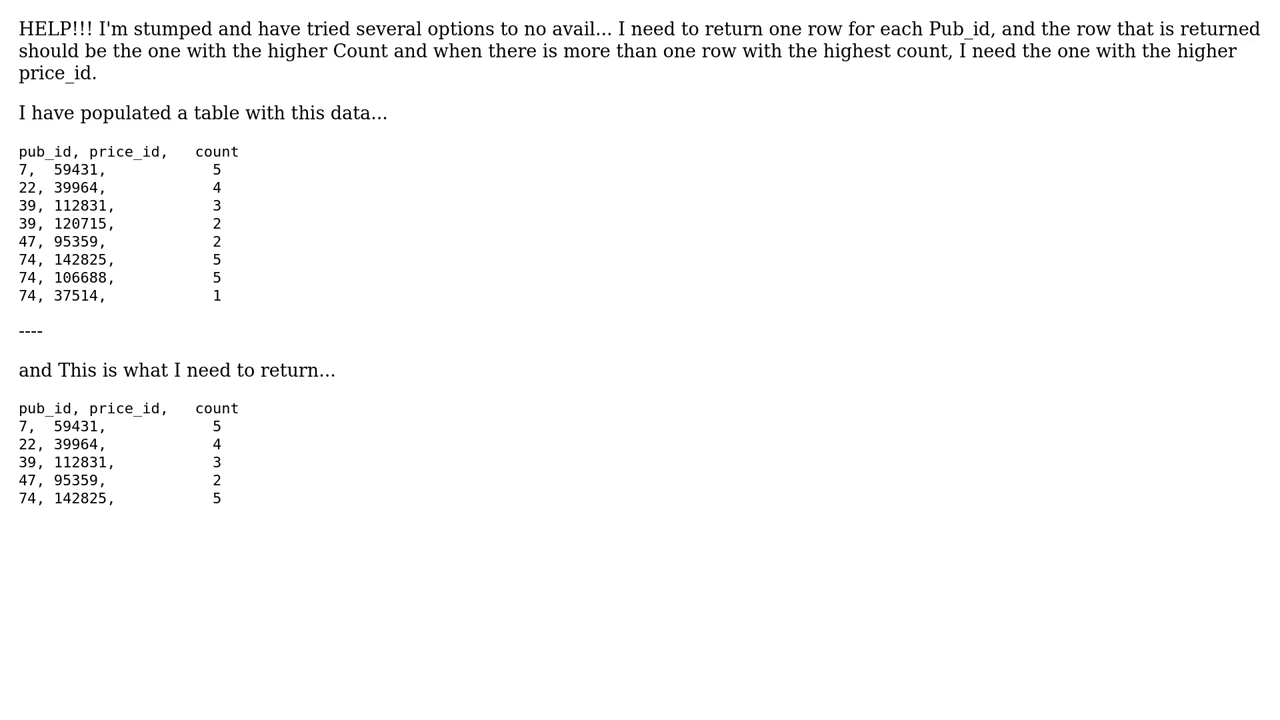 HELP!!! I'm stumped and have tried several options to no avail... I need to return one row for each Pub_id, and the row that is returned
should be the one with the higher Count and when there is more than one row with the highest count, I need the one with the higher
price_id.
I have populated a table with this data...
pub_id, price_id,   count
7,  59431,            5
22, 39964,            4
39, 112831,           3
39, 120715,           2
47, 95359,            2
74, 142825,           5
74, 106688,           5
74, 37514,            1
----
and This is what I need to return...
pub_id, price_id,   count
7,  59431,            5
22, 39964,            4
39, 112831,           3
47, 95359,            2
74, 142825,           5